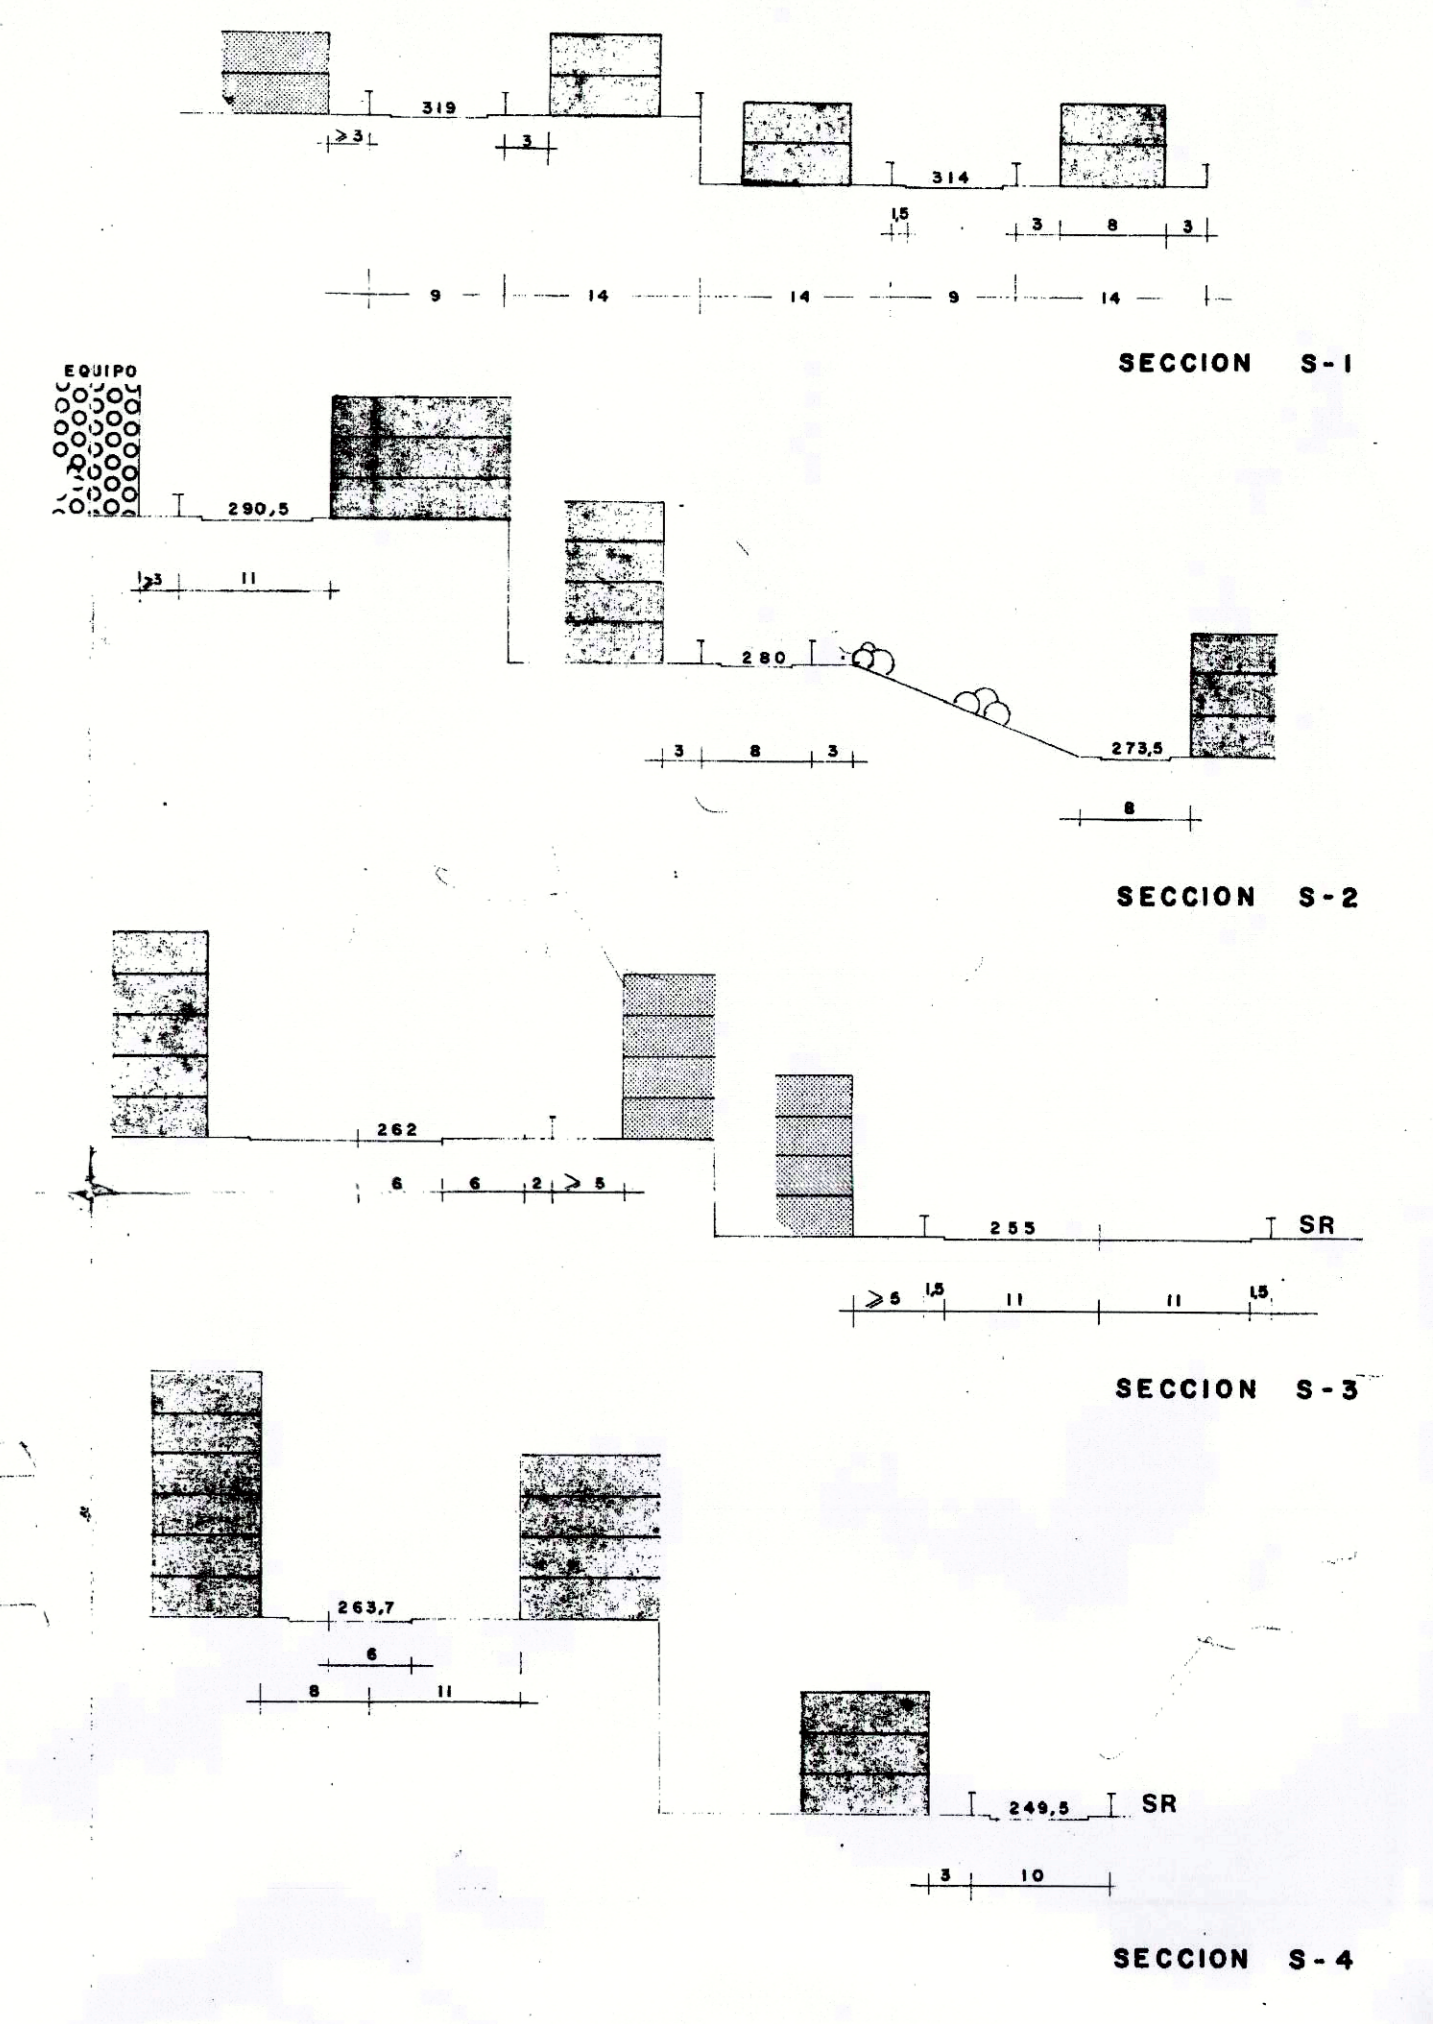 319
≥3
3
314
1,5
3 8 3
9 14 14 9 14
SECCION S-1
EQUIPO
290,5
≥3 11
280
3 8 3
273,5
8
SECCION S-2
262
6 6 2 ≥ 5
255 SR
≥5 1,5 11 11 1,5
SECCION S-3
263,7
6
8 11
249,5 SR
3 10
SECCION S-4